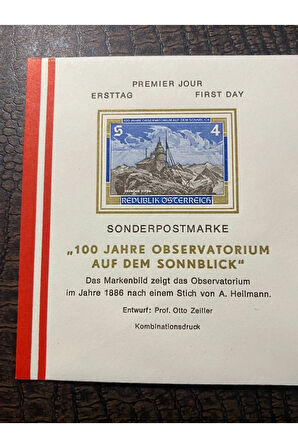 PREMIER JOUR
ERSTTAG FIRST DAY
100 JAHRE OBSERVATORIUM AUF DEM SONNBLICK
S 4
REPUBLIK ÖSTERREICH
SONDERPOSTMARKE
„100 JAHRE OBSERVATORIUM
AUF DEM SONNBLICK“
Das Markenbild zeigt das Observatorium
im Jahre 1886 nach einem Stich von A. Heilmann.
Entwurf: Prof. Otto Zeiller
Kombinationsdruck